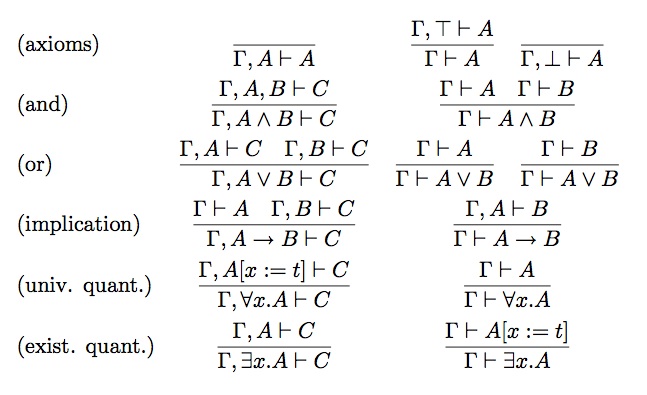 (axioms) Γ, ⊤ ⊢ A
Γ, A ⊢ A Γ ⊢ A Γ, ⊥ ⊢ A
(and) Γ, A, B ⊢ C Γ ⊢ A Γ ⊢ B
Γ, A ∧ B ⊢ C Γ ⊢ A ∧ B
(or) Γ, A ⊢ C Γ, B ⊢ C Γ ⊢ A Γ ⊢ B
Γ, A ∨ B ⊢ C Γ ⊢ A ∨ B Γ ⊢ A ∨ B
(implication) Γ ⊢ A Γ, B ⊢ C Γ, A ⊢ B
Γ, A → B ⊢ C Γ ⊢ A → B
(univ. quant.) Γ, A[x := t] ⊢ C Γ ⊢ A
Γ, ∀x.A ⊢ C Γ ⊢ ∀x.A
(exist. quant.) Γ, A ⊢ C Γ ⊢ A[x := t]
Γ, ∃x.A ⊢ C Γ ⊢ ∃x.A